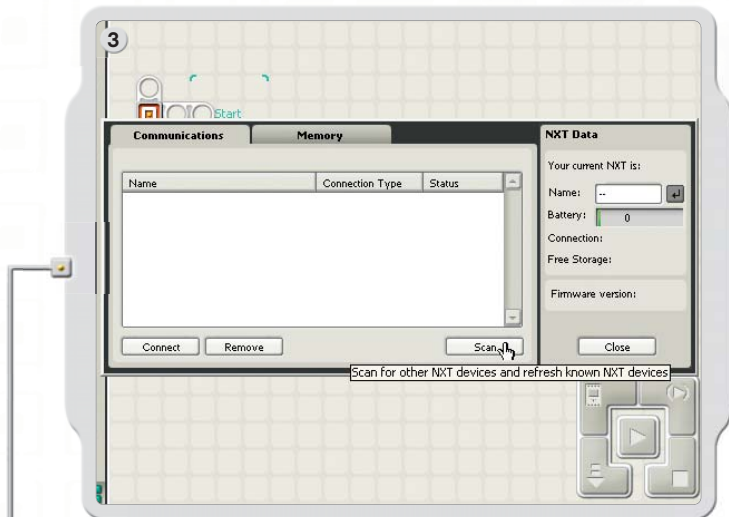 3
Start
Communications
Memory
NXT Data
Your current NXT is:
Name
Connection Type
Status
Name: --
Battery: 0
Connection:
Free Storage:
Firmware version:
Connect
Remove
Scan
Close
Scan for other NXT devices and refresh known NXT devices